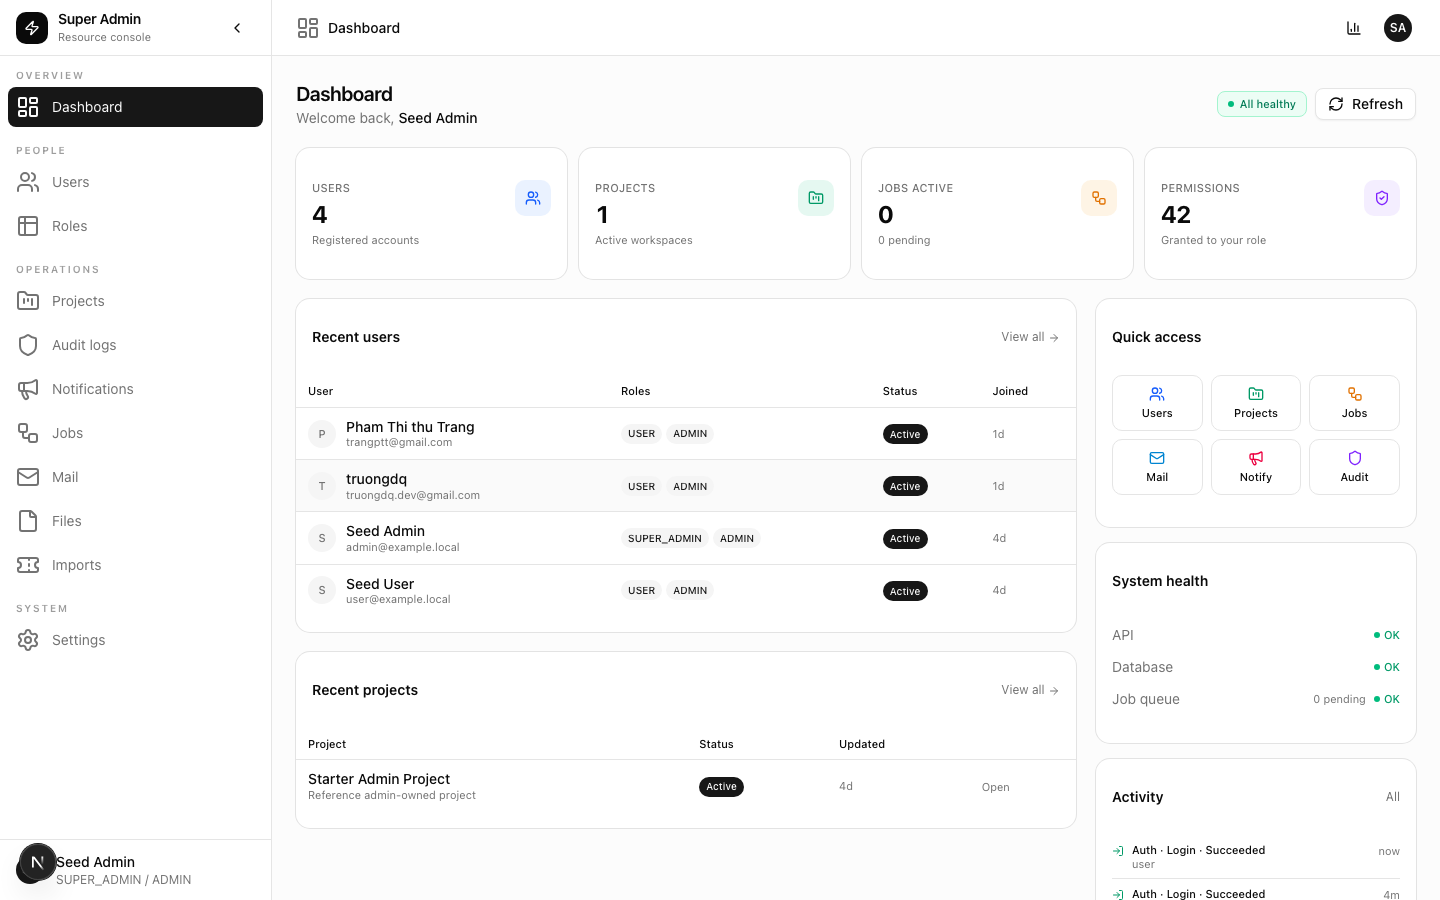 Super Admin
Resource console
OVERVIEW
Dashboard
PEOPLE
Users
Roles
OPERATIONS
Projects
Audit logs
Notifications
Jobs
Mail
Files
Imports
SYSTEM
Settings
N
Seed Admin
SUPER_ADMIN / ADMIN
Dashboard
SA
Dashboard
Welcome back, Seed Admin
All healthy
Refresh
USERS
4
Registered accounts
PROJECTS
1
Active workspaces
JOBS ACTIVE
0
0 pending
PERMISSIONS
42
Granted to your role
Recent users
View all →
User Roles Status Joined
P Pham Thi thu Trang USER ADMIN Active 1d
trangptt@gmail.com
T truongdq USER ADMIN Active 1d
truongdq.dev@gmail.com
S Seed Admin SUPER_ADMIN ADMIN Active 4d
admin@example.local
S Seed User USER ADMIN Active 4d
user@example.local
Recent projects
View all →
Project Status Updated
Starter Admin Project Active 4d Open
Reference admin-owned project
Quick access
Users Projects Jobs
Mail Notify Audit
System health
API OK
Database OK
Job queue 0 pending OK
Activity All
Auth · Login · Succeeded now
user
Auth · Login · Succeeded 4m